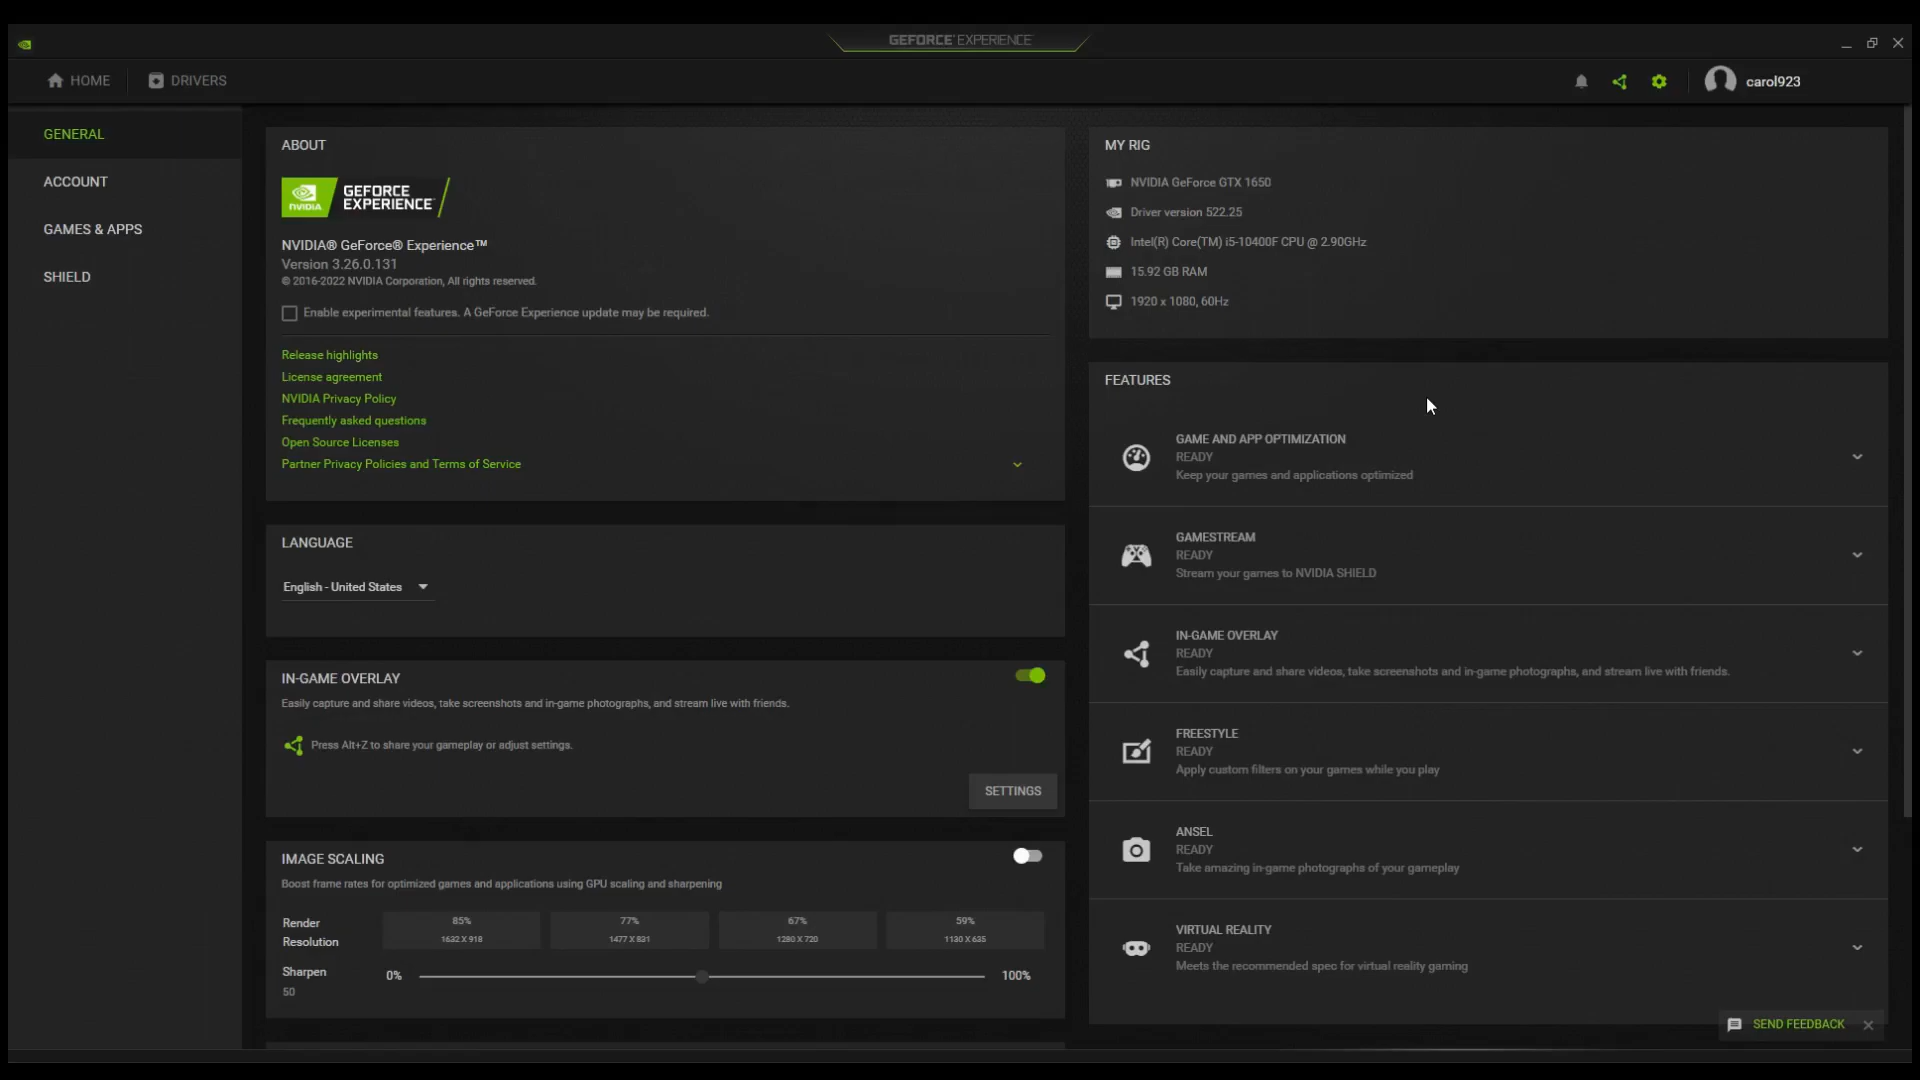 GEFORCE EXPERIENCE
HOME
DRIVERS
carol923
GENERAL
ACCOUNT
GAMES & APPS
SHIELD
ABOUT
NVIDIA
GEFORCE
EXPERIENCE
NVIDIA® GeForce® Experience™
Version 3.26.0.131
© 2016-2022 NVIDIA Corporation, All rights reserved.
Enable experimental features. A GeForce Experience update may be required.
Release highlights
License agreement
NVIDIA Privacy Policy
Frequently asked questions
Open Source Licenses
Partner Privacy Policies and Terms of Service
LANGUAGE
English - United States
IN-GAME OVERLAY
Easily capture and share videos, take screenshots and in-game photographs, and stream live with friends.
Press Alt+Z to share your gameplay or adjust settings.
SETTINGS
IMAGE SCALING
Boost frame rates for optimized games and applications using GPU scaling and sharpening
Render
Resolution
85%
1632 X 918
77%
1477 X 831
67%
1280 X 720
59%
1130 X 635
Sharpen
50
0%
100%
MY RIG
NVIDIA GeForce GTX 1650
Driver version 522.25
Intel(R) Core(TM) i5-10400F CPU @ 2.90GHz
15.92 GB RAM
1920 x 1080, 60Hz
FEATURES
GAME AND APP OPTIMIZATION
READY
Keep your games and applications optimized
GAMESTREAM
READY
Stream your games to NVIDIA SHIELD
IN-GAME OVERLAY
READY
Easily capture and share videos, take screenshots and in-game photographs, and stream live with friends.
FREESTYLE
READY
Apply custom filters on your games while you play
ANSEL
READY
Take amazing in-game photographs of your gameplay
VIRTUAL REALITY
READY
Meets the recommended spec for virtual reality gaming
SEND FEEDBACK